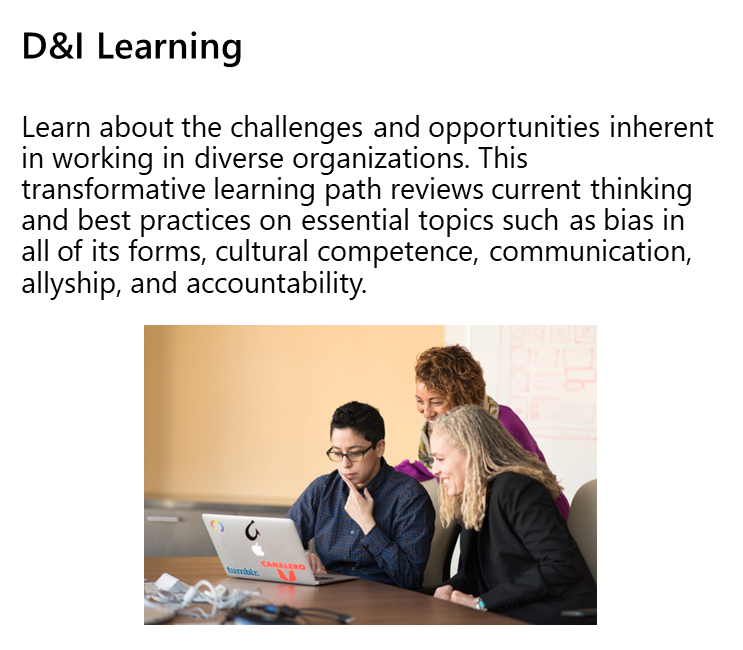 D&I Learning
Learn about the challenges and opportunities inherent
in working in diverse organizations. This
transformative learning path reviews current thinking
and best practices on essential topics such as bias in
all of its forms, cultural competence, communication,
allyship, and accountability.
CANALERO
tumblr.